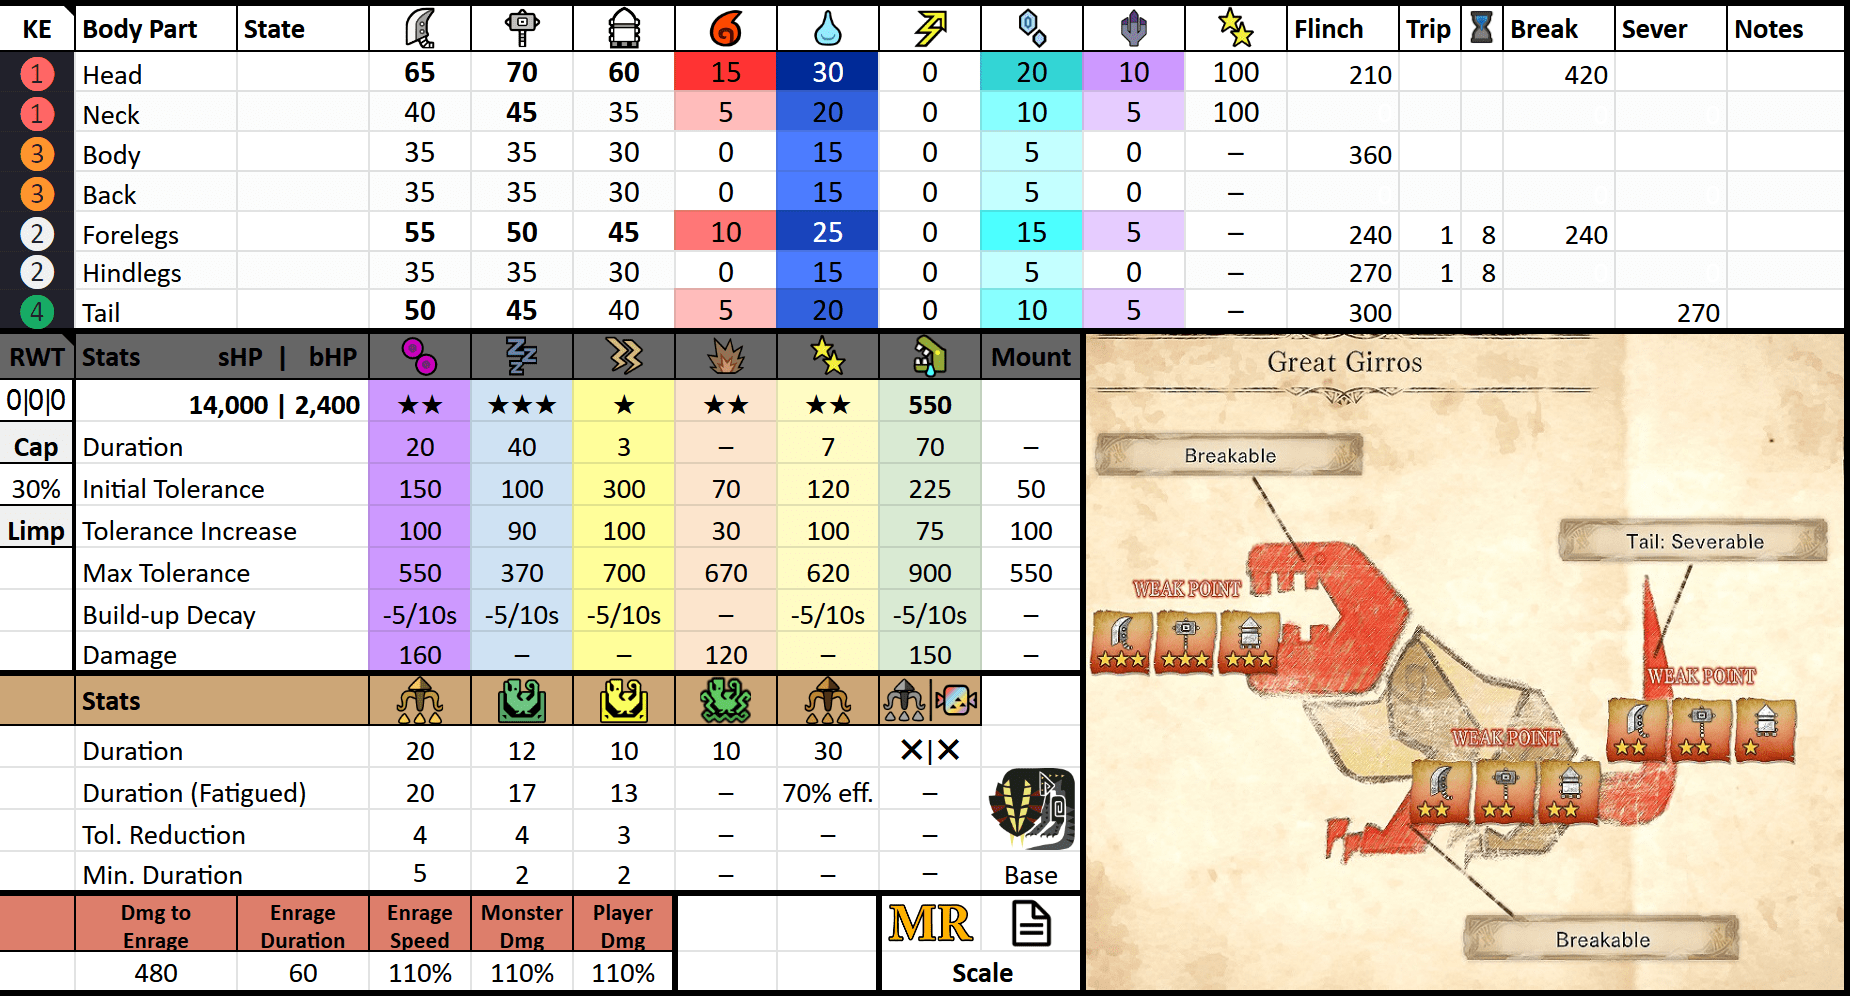 KE Body Part State Flinch Trip Break Sever Notes
1 Head 65 70 60 15 30 0 20 10 100 210 420
1 Neck 40 45 35 5 20 0 10 5 100
3 Body 35 35 30 0 15 0 5 0 – 360
3 Back 35 35 30 0 15 0 5 0 –
2 Forelegs 55 50 45 10 25 0 15 5 – 240 1 8 240
2 Hindlegs 35 35 30 0 15 0 5 0 – 270 1 8
4 Tail 50 45 40 5 20 0 10 5 – 300 270
RWT Stats sHP | bHP Mount
0|0|0 14,000 | 2,400 ★★ ★★★ ★ ★★ ★★ 550
Cap Duration 20 40 3 – 7 70 –
30% Initial Tolerance 150 100 300 70 120 225 50
Limp Tolerance Increase 100 90 100 30 100 75 100
Max Tolerance 550 370 700 670 620 900 550
Build-up Decay -5/10s -5/10s -5/10s – -5/10s -5/10s –
Damage 160 – – 120 – 150 –
Stats
Duration 20 12 10 10 30 ✕|✕
Duration (Fatigued) 20 17 13 – 70% eff. –
Tol. Reduction 4 4 3 – – –
Min. Duration 5 2 2 – – – Base
Dmg to Enrage Enrage Duration Enrage Speed Monster Dmg Player Dmg MR
480 60 110% 110% 110% Scale
Great Girros
Breakable
Tail: Severable
WEAK POINT
WEAK POINT
WEAK POINT
Breakable